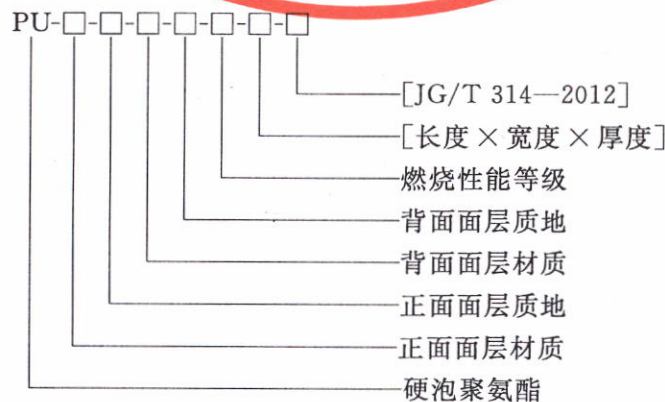 PU-□-□-□-□-□-□-□
[JG/T 314—2012]
[长度×宽度×厚度]
燃烧性能等级
背面面层质地
背面面层材质
正面面层质地
正面面层材质
硬泡聚氨酯